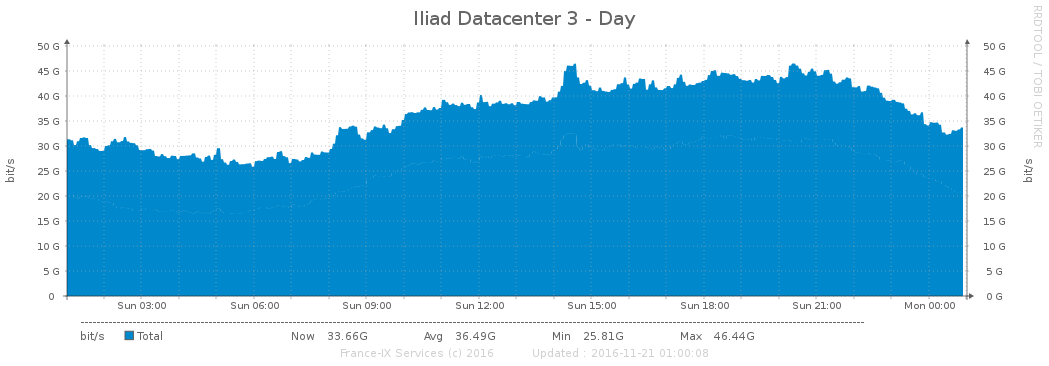 Iliad Datacenter 3 - Day
RRDTOOL / TOBI OETIKER
50 G 50 G
45 G 45 G
40 G 40 G
35 G 35 G
30 G 30 G
25 G 25 G
20 G 20 G
15 G 15 G
10 G 10 G
5 G 5 G
0 0 G
bit/s bit/s
Sun 03:00 Sun 06:00 Sun 09:00 Sun 12:00 Sun 15:00 Sun 18:00 Sun 21:00 Mon 00:00
bit/s Total Now 33.66G Avg 36.49G Min 25.81G Max 46.44G
France-IX Services (c) 2016 Updated : 2016-11-21 01:00:08